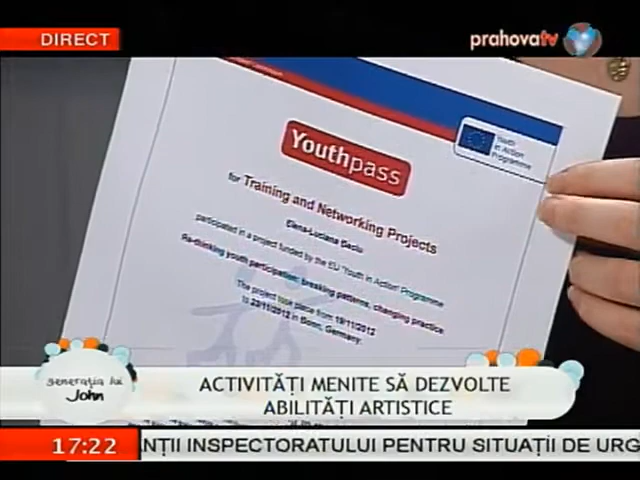 DIRECT
prahovatv
Youth
in Action
Programme
Youthpass
for Training and Networking Projects
Elena-Luciana Deciu
participated in a project funded by the EU 'Youth in Action' Programme
Re-thinking youth participation: breaking patterns, changing practice
The project took place from 19/11/2012
to 23/11/2012 in Bonn, Germany.
generația lui
John
ACTIVITĂȚI MENITE SĂ DEZVOLTE
ABILITĂȚI ARTISTICE
17:22
ANȚII INSPECTORATULUI PENTRU SITUAȚII DE URG